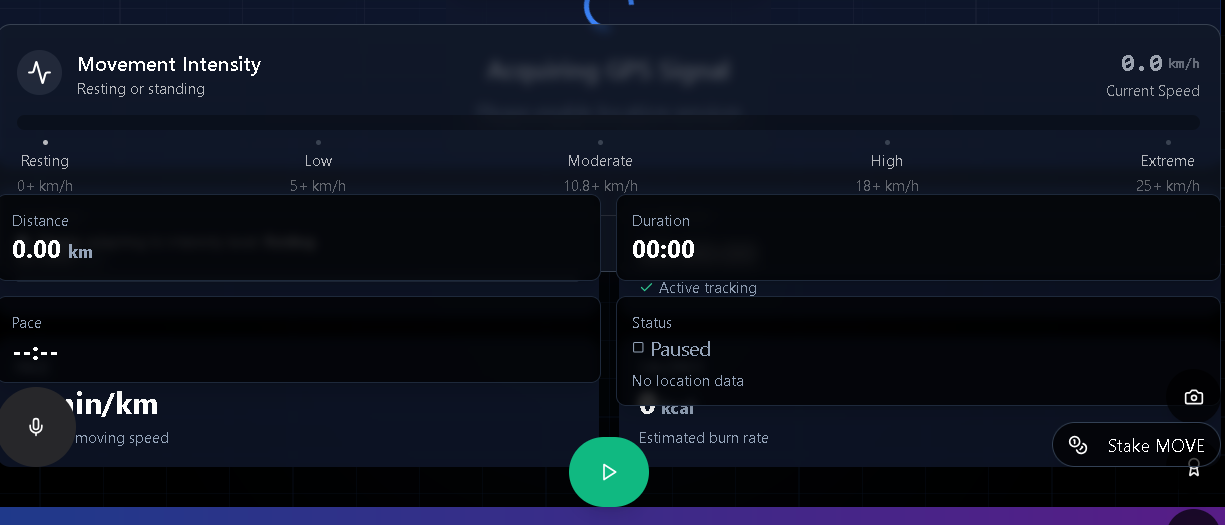 Acquiring GPS Signal
Movement Intensity
Resting or standing
0.0 km/h
Current Speed
Resting
Low
Moderate
High
Extreme
0+ km/h
5+ km/h
10.8+ km/h
18+ km/h
25+ km/h
Distance
0.00 km
Duration
00:00
Active tracking
Pace
--:--
Status
Paused
No location data
min/km
moving speed
0 kcal
Estimated burn rate
Stake MOVE